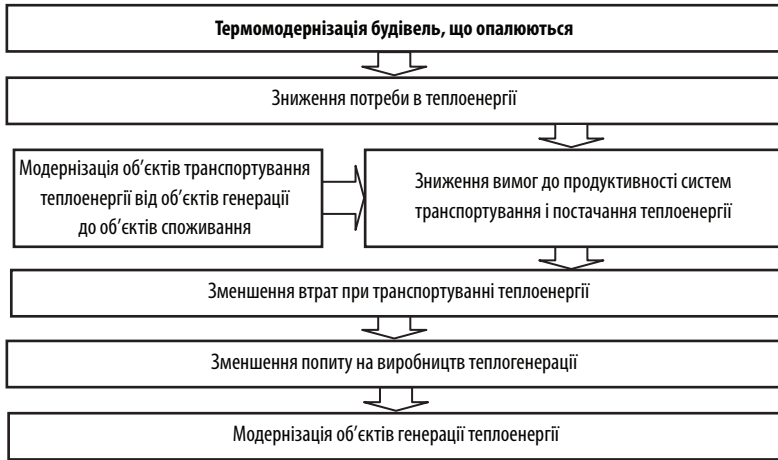 Термомодернізація будівель, що опалюються
Зниження потреби в теплоенергії
Модернізація об’єктів транспортування
теплоенергії від об’єктів генерації
до об’єктів споживання
Зниження вимог до продуктивності систем
транспортування і постачання теплоенергії
Зменшення втрат при транспортуванні теплоенергії
Зменшення попиту на виробництв теплогенерації
Модернізація об’єктів генерації теплоенергії